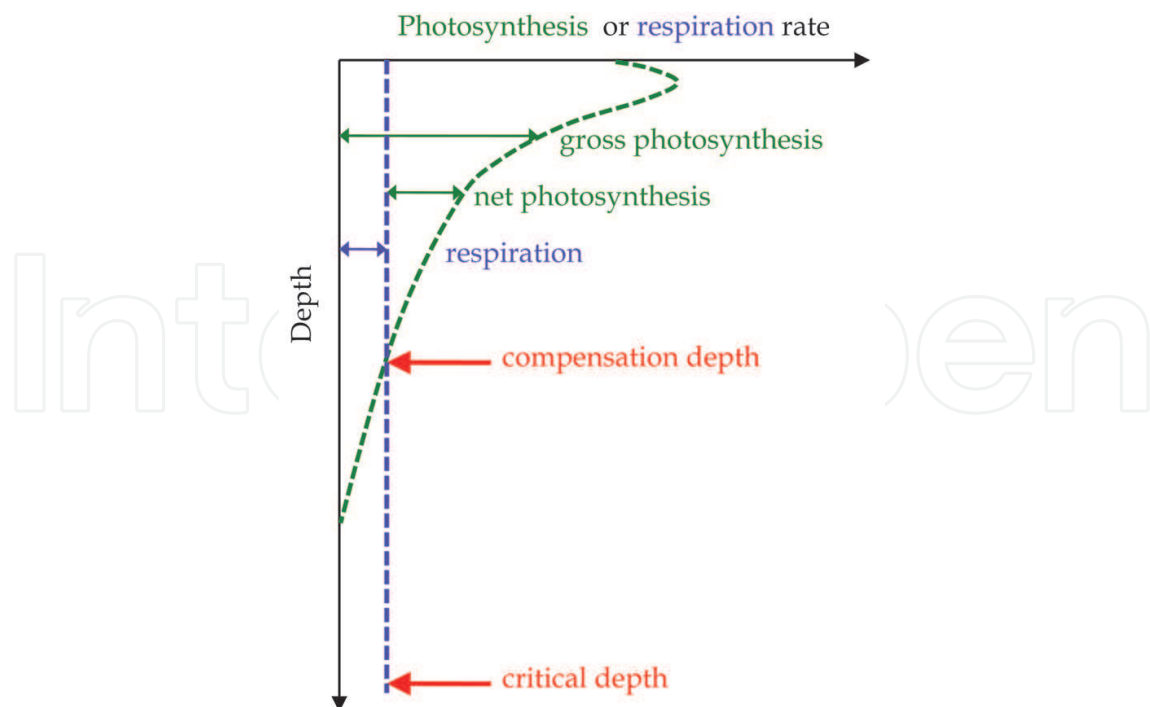 Photosynthesis or respiration rate
gross photosynthesis
net photosynthesis
respiration
Depth
compensation depth
critical depth